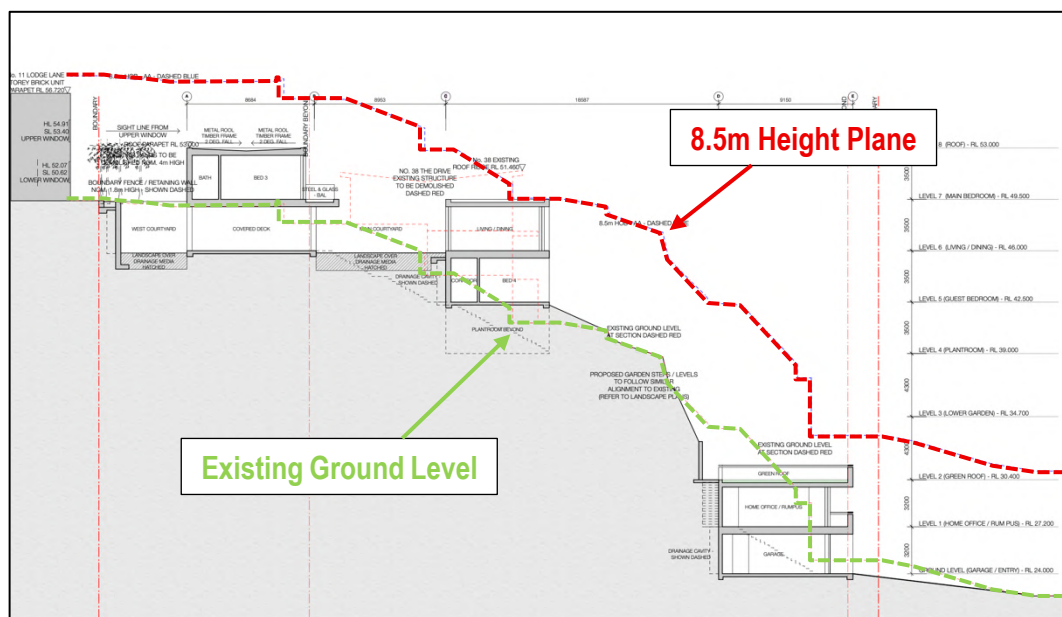 No. 11 LODGE LANE
STOREY BRICK UNIT
PARAPET RL 56.720
AA - DASHED BLUE
BOUNDARY
A
8684
C
9953
B
19587
D
9150
E
BOUNDARY BEYOND
HL 54.91
SL 53.40
UPPER WINDOW
SIGHT LINE FROM
UPPER WINDOW
METAL ROOL
TIMBER FRAME
2 DEG. FALL
METAL ROOL
TIMBER FRAME
2 DEG. FALL
HL 52.07
SL 50.62
LOWER WINDOW
BOUNDARY FENCE / RETAINING WALL
NOM. 1.8m HIGH - SHOWN DASHED
BATH
BED 3
STEEL & GLASS
BAL
NO. 38 THE DRIVE
EXISTING STRUCTURE
TO BE DEMOLISHED
DASHED RED
No. 38 EXISTING
ROOF RIDGE RL 51.460
8.5m Height Plane
8 (ROOF) - RL 53.000
3500
LEVEL 7 (MAIN BEDROOM) - RL 49.500
3500
LEVEL 6 (LIVING / DINING) - RL 46.000
3500
LEVEL 5 (GUEST BEDROOM) - RL 42.500
3500
LEVEL 4 (PLANTROOM) - RL 39.000
4300
LEVEL 3 (LOWER GARDEN) - RL 34.700
4300
LEVEL 2 (GREEN ROOF) - RL 30.400
3200
LEVEL 1 (HOME OFFICE / RUM PUS) - RL 27.200
3200
GROUND LEVEL (GARAGE / ENTRY) - RL 24.000
WEST COURTYARD
COVERED DECK
COURTYARD
LIVING / DINING
LANDSCAPE OVER
DRAINAGE MEDIA
HATCHED
LANDSCAPE OVER
DRAINAGE MEDIA
HATCHED
DRAINAGE CAVITY
SHOWN DASHED
BED 4
PLANTROOM BEYOND
EXISTING GROUND LEVEL
AT SECTION DASHED RED
PROPOSED GARDEN STEPS / LEVELS
TO FOLLOW SIMILAR
ALIGNMENT TO EXISTING
(REFER TO LANDSCAPE PLANS)
Existing Ground Level
EXISTING GROUND LEVEL
AT SECTION DASHED RED
GREEN ROOF
HOME OFFICE / RUMPUS
DRAINAGE CAVITY
SHOWN DASHED
GARAGE